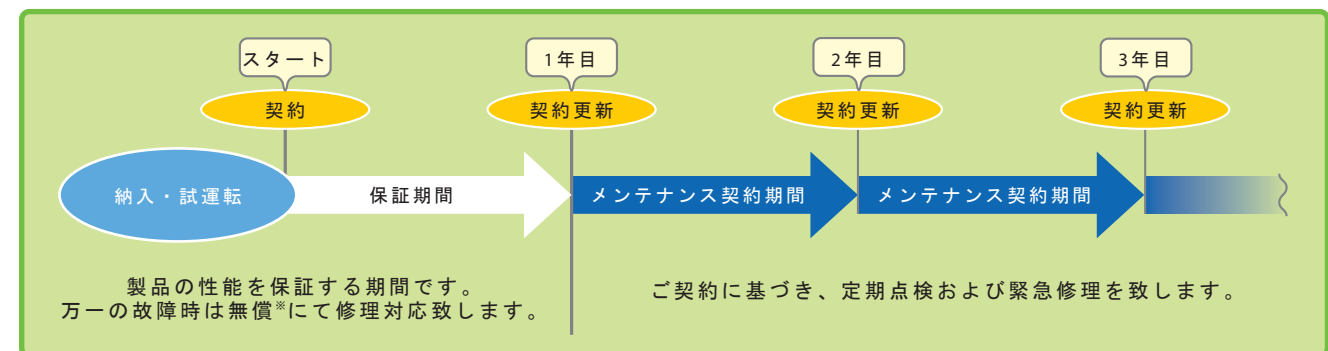 スタート
1年目
2年目
3年目
契約
契約更新
契約更新
契約更新
納入・試運転
保証期間
メンテナンス契約期間
メンテナンス契約期間
製品の性能を保証する期間です。
万一の故障時は無償※にて修理対応致します。
ご契約に基づき、定期点検および緊急修理を致します。